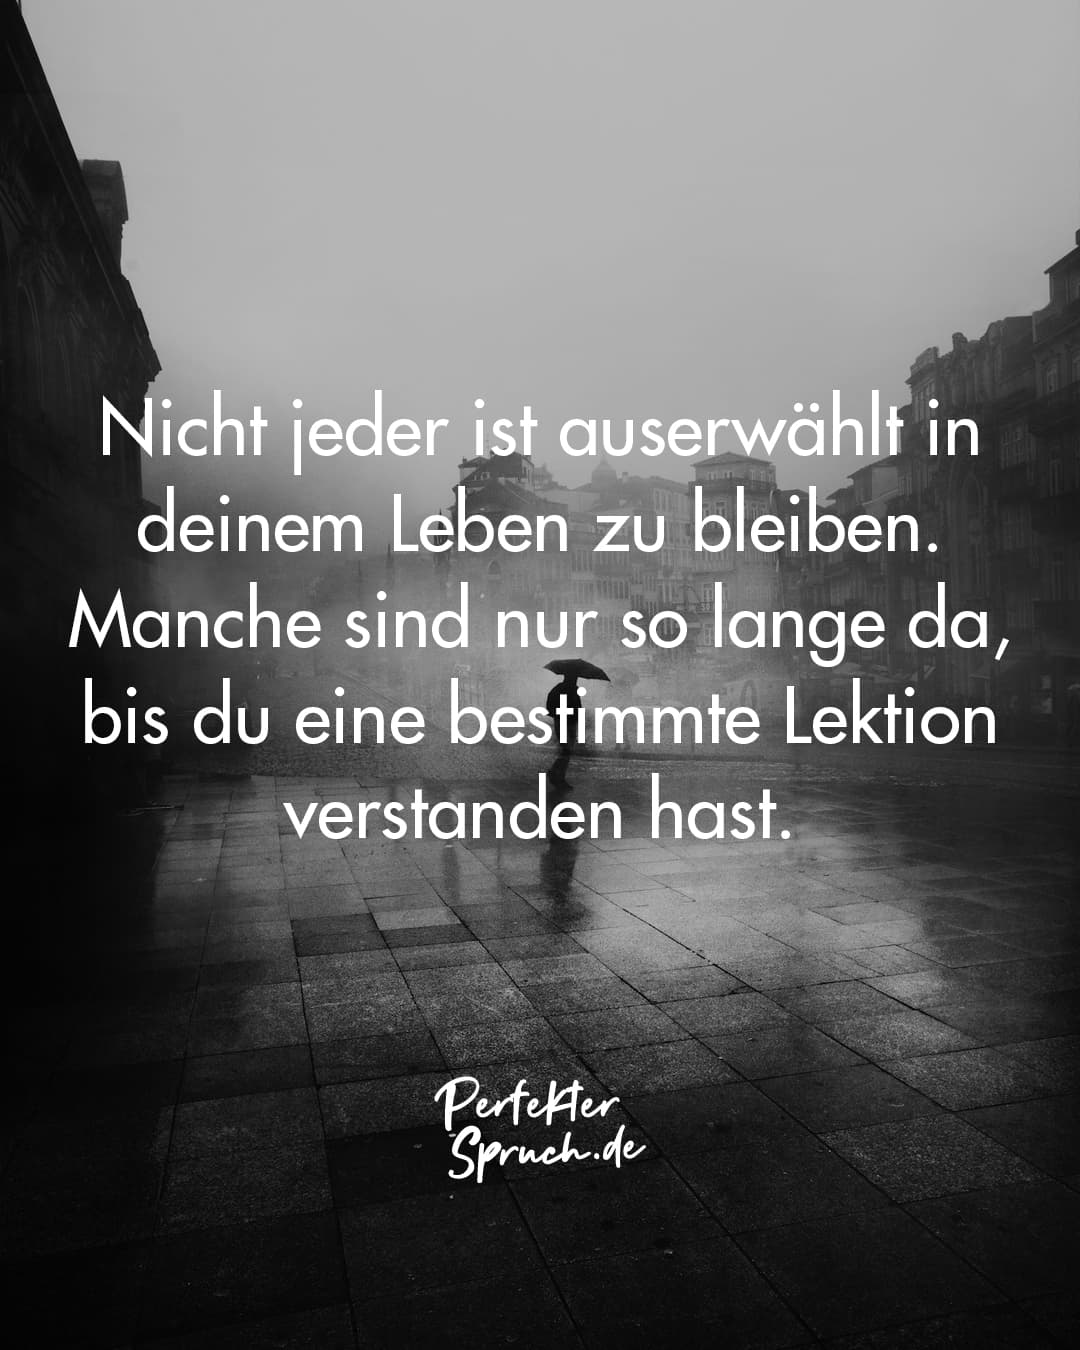 Nicht jeder ist auserwählt in
deinem Leben zu bleiben.
Manche sind nur so lange da,
bis du eine bestimmte Lektion
verstanden hast.
Perfekter
Spruch.de